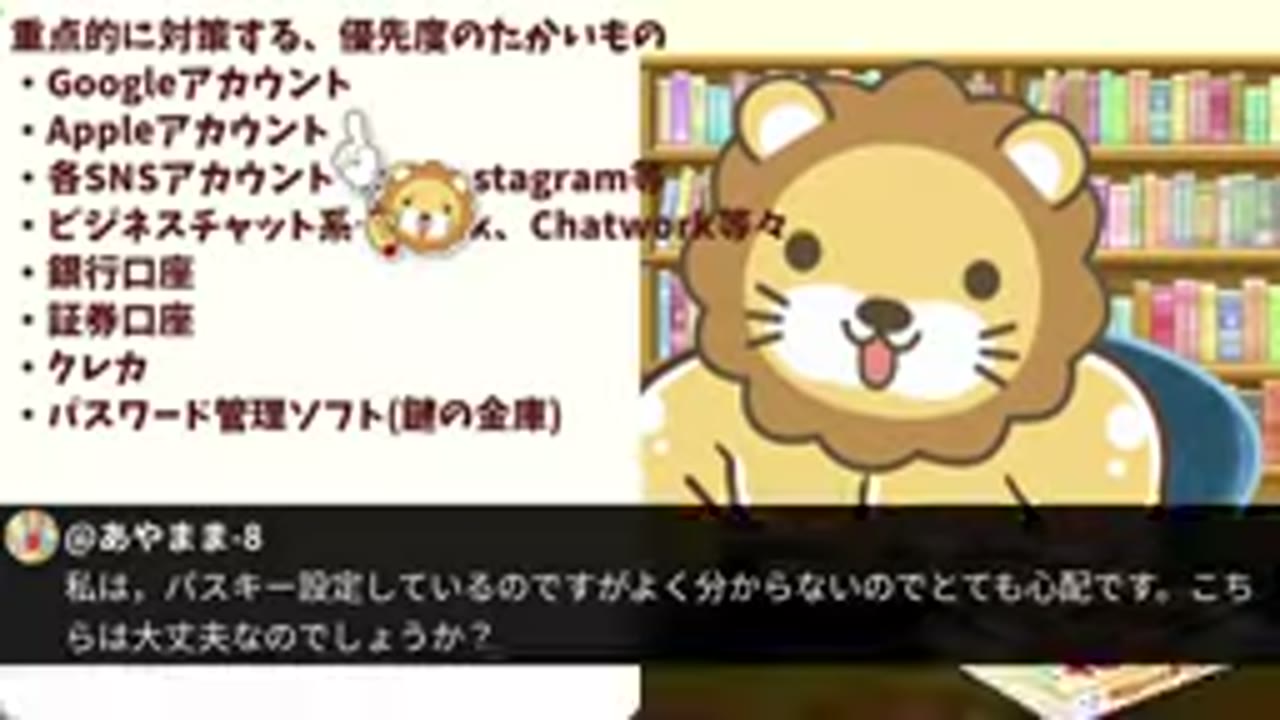 重点的に対策する、優先度のたかいもの
・Googleアカウント
・Appleアカウント
・各SNSアカウント stagram等
・ビジネスチャット系 k、Chatwork等々
・銀行口座
・証券口座
・クレカ
・パスワード管理ソフト(鍵の金庫)
@あやまま-8
私は，パスキー設定しているのですがよく分からないのでとても心配です。こち
らは大丈夫なのでしょうか？